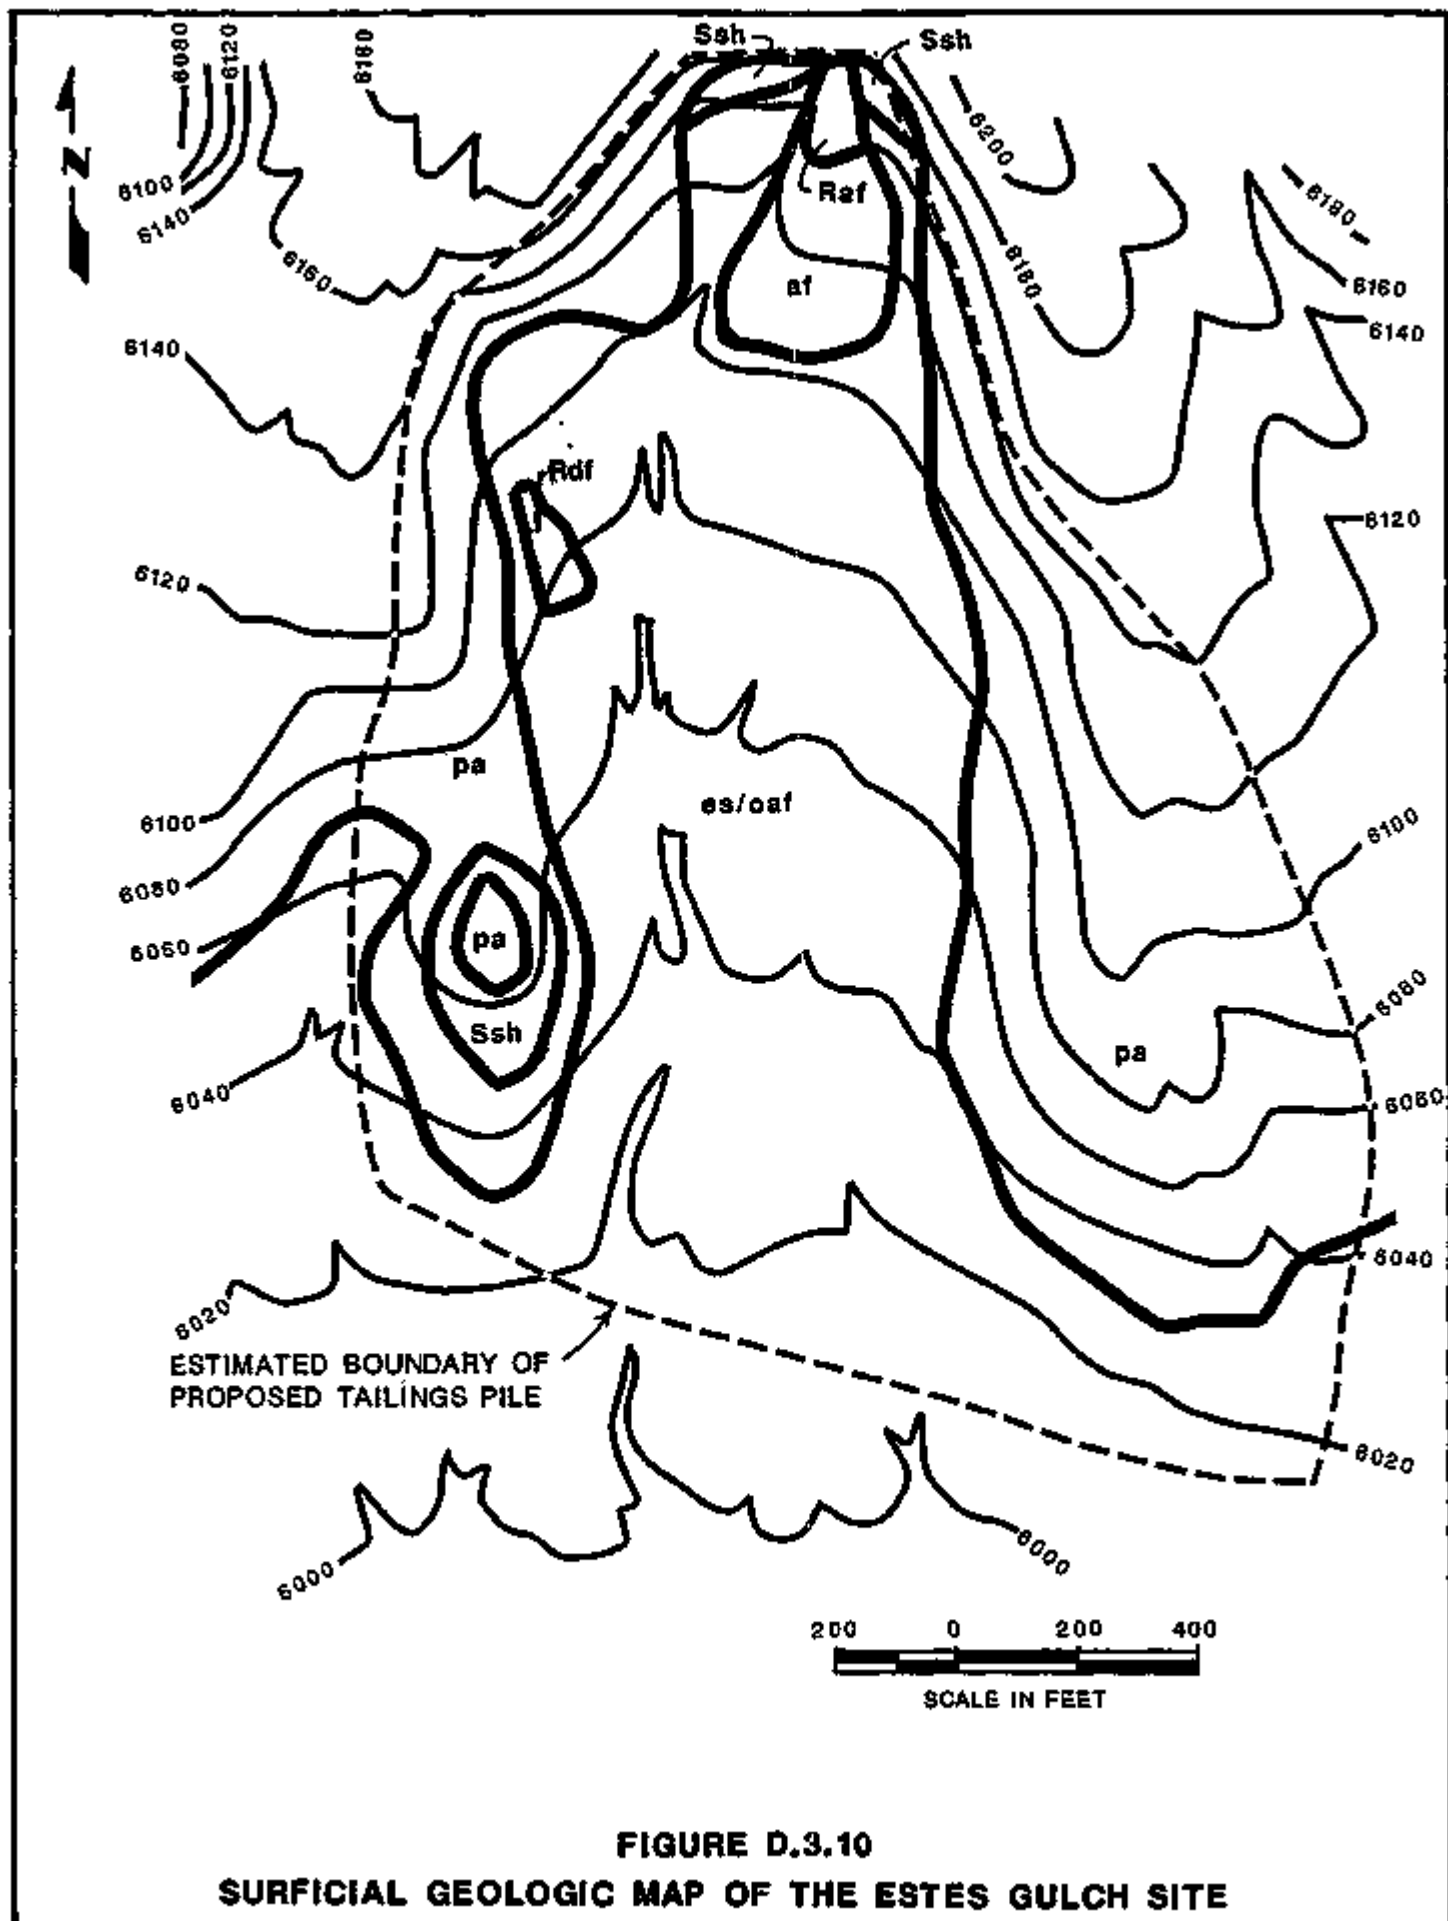 6080
6120
6160
Ssh
Ssh
N
6200
6100
6140
Raf
6180
6160
6180
af
6160
6140
6140
Rdf
6120
6120
pa
es/oaf
6100
6100
6080
6060
pa
Ssh
6080
pa
6040
6060
6040
6020
ESTIMATED BOUNDARY OF
PROPOSED TAILINGS PILE
6020
6000
6000
200 0 200 400
SCALE IN FEET
FIGURE D.3.10
SURFICIAL GEOLOGIC MAP OF THE ESTES GULCH SITE